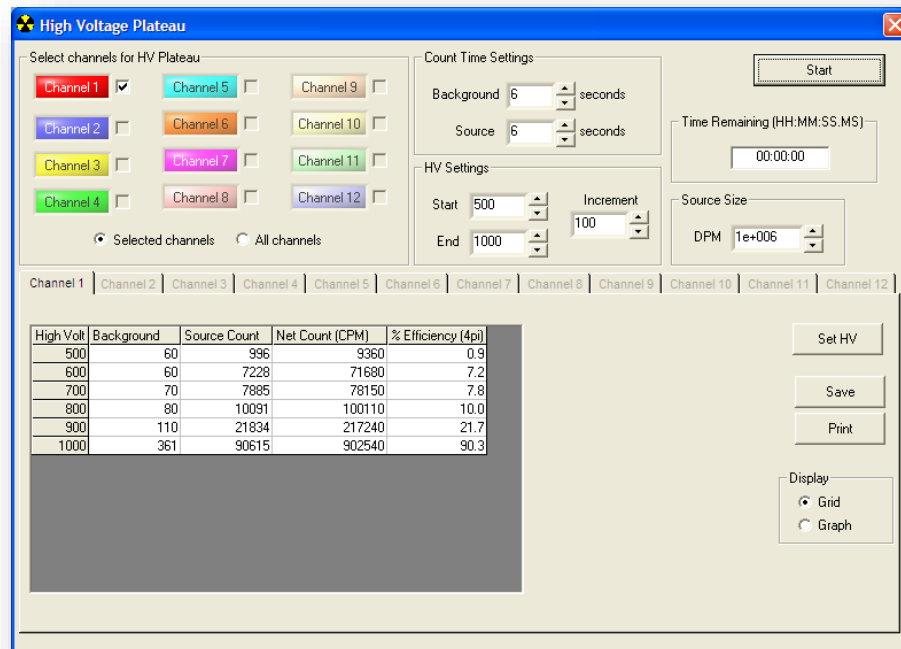 High Voltage Plateau
Select channels for HV Plateau
Channel 1 Channel 5 Channel 9
Channel 2 Channel 6 Channel 10
Channel 3 Channel 7 Channel 11
Channel 4 Channel 8 Channel 12
Selected channels All channels
Count Time Settings
Background 6 seconds
Source 6 seconds
HV Settings
Start 500 Increment
100
End 1000
Start
Time Remaining (HH:MM:SS.MS)
00:00:00
Source Size
DPM 1e+006
Channel 1 Channel 2 Channel 3 Channel 4 Channel 5 Channel 6 Channel 7 Channel 8 Channel 9 Channel 10 Channel 11 Channel 12
High Volt Background Source Count Net Count (CPM) % Efficiency (4pi)
500 60 996 9360 0.9
600 60 7228 71680 7.2
700 70 7885 78150 7.8
800 80 10091 100110 10.0
900 110 21834 217240 21.7
1000 361 90615 902540 90.3
Set HV
Save
Print
Display
Grid
Graph